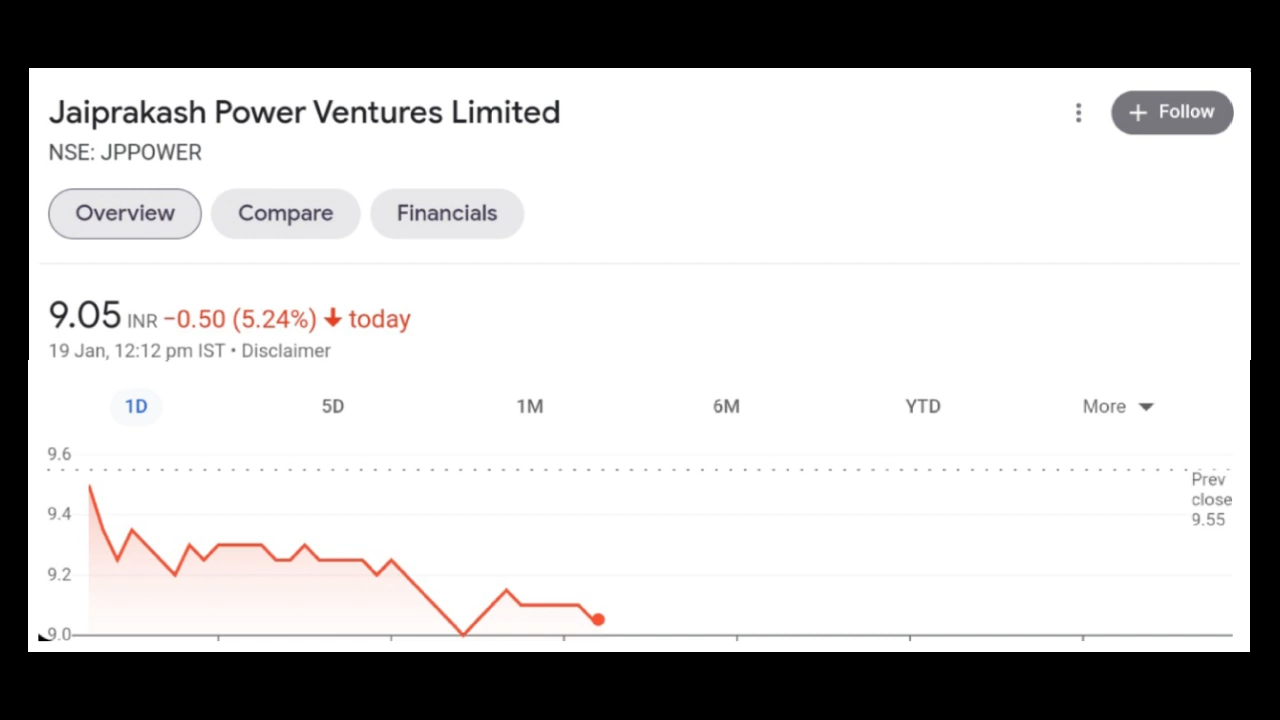 Jaiprakash Power Ventures Limited
+ Follow
NSE: JPPOWER
Overview
Compare
Financials
9.05 INR −0.50 (5.24%) ↓ today
19 Jan, 12:12 pm IST • Disclaimer
1D
5D
1M
6M
YTD
More
9.6
Prev
close
9.55
9.4
9.2
9.0